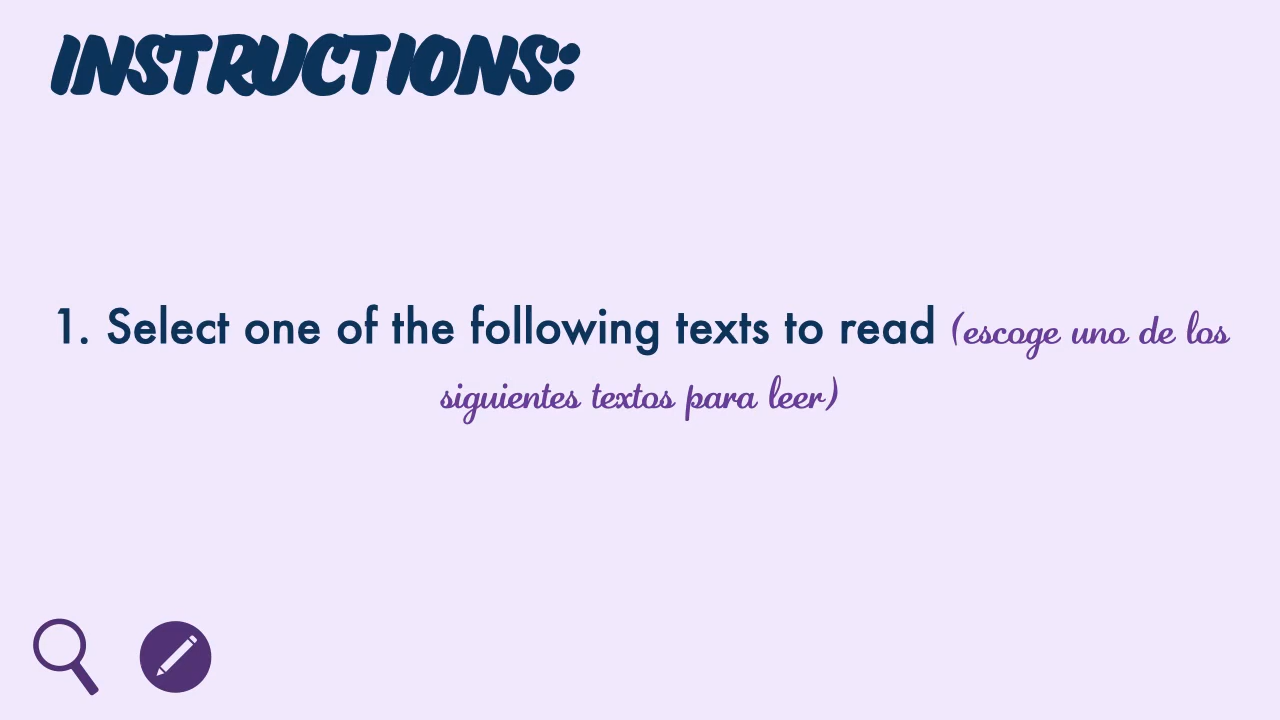 INSTRUCTIONS:
1. Select one of the following texts to read (escoge uno de los
siguientes textos para leer)